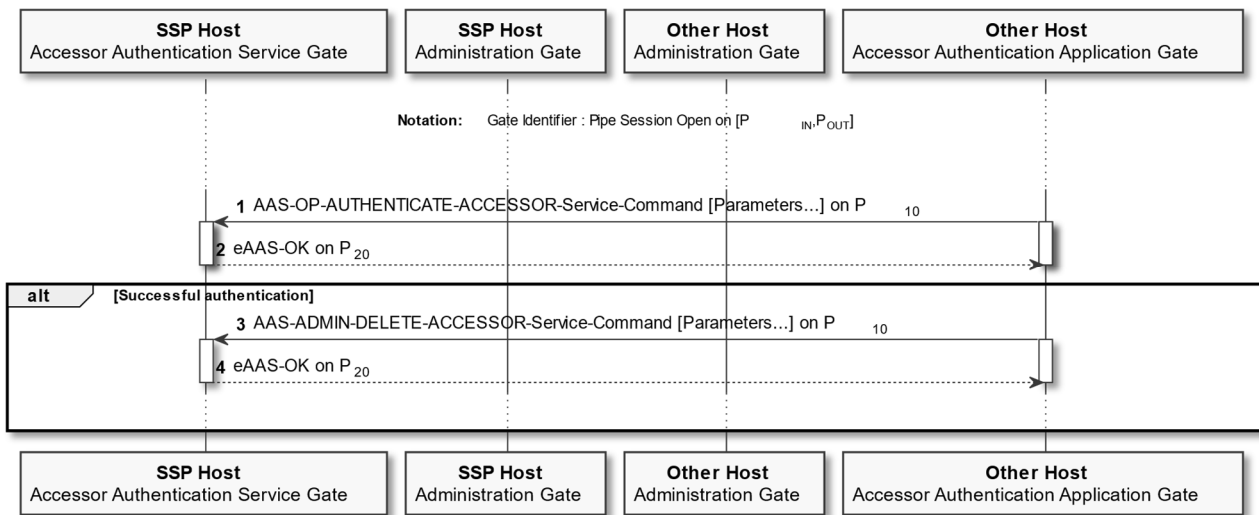 SSP Host
Accessor Authentication Service Gate
SSP Host
Administration Gate
Other Host
Administration Gate
Other Host
Accessor Authentication Application Gate
Notation: Gate Identifier : Pipe Session Open on [P IN,POUT]
1 AAS-OP-AUTHENTICATE-ACCESSOR-Service-Command [Parameters...] on P 10
2 eAAS-OK on P20
alt [Successful authentication]
3 AAS-ADMIN-DELETE-ACCESSOR-Service-Command [Parameters...] on P 10
4 eAAS-OK on P20
SSP Host
Accessor Authentication Service Gate
SSP Host
Administration Gate
Other Host
Administration Gate
Other Host
Accessor Authentication Application Gate